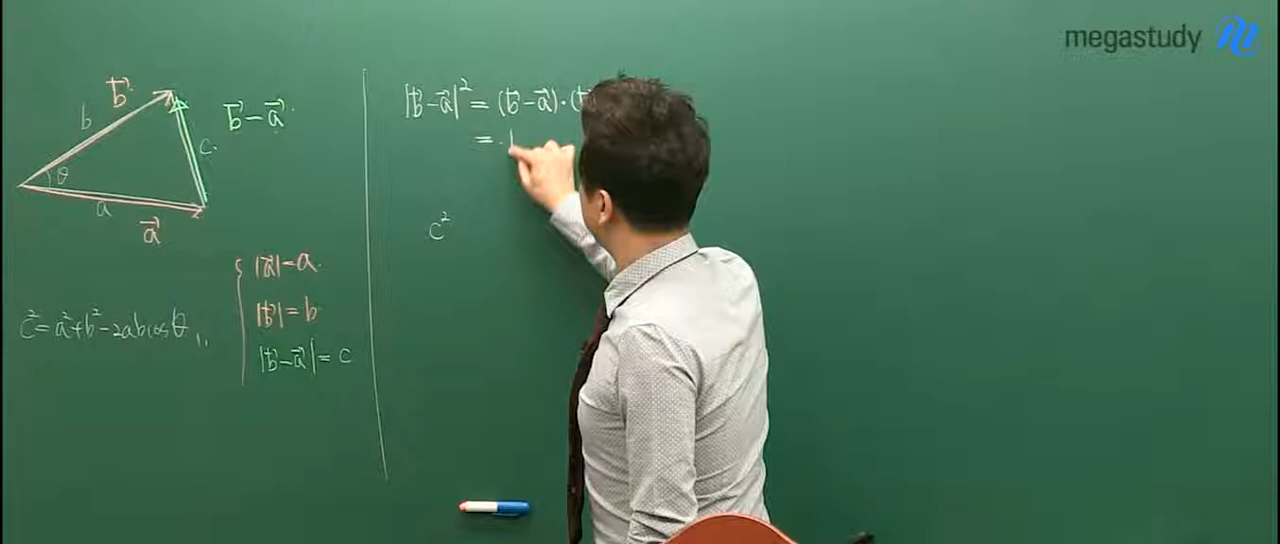 megastudy
b⃗
b
b⃗ − a⃗
c
θ
a
a⃗
|a⃗| = a
|b⃗| = b
|b⃗ − a⃗| = c
c² = a² + b² − 2ab cos θ
|b⃗ − a⃗|² = (b⃗ − a⃗) · (
= |
c²